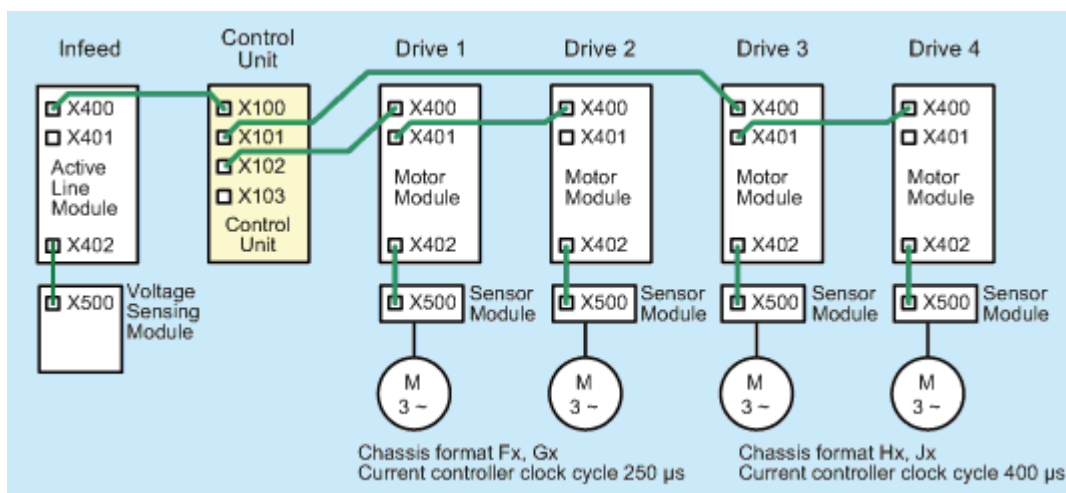 Infeed
Control
Unit
Drive 1
Drive 2
Drive 3
Drive 4
X400
X401
Active
Line
Module
X402
X500
Voltage
Sensing
Module
X100
X101
X102
X103
Control
Unit
X400
X401
Motor
Module
X402
X500
Sensor
Module
M
3 ~
X400
X401
Motor
Module
X402
X500
Sensor
Module
M
3 ~
Chassis format Fx, Gx
Current controller clock cycle 250 µs
X400
X401
Motor
Module
X402
X500
Sensor
Module
M
3 ~
X400
X401
Motor
Module
X402
X500
Sensor
Module
M
3 ~
Chassis format Hx, Jx
Current controller clock cycle 400 µs